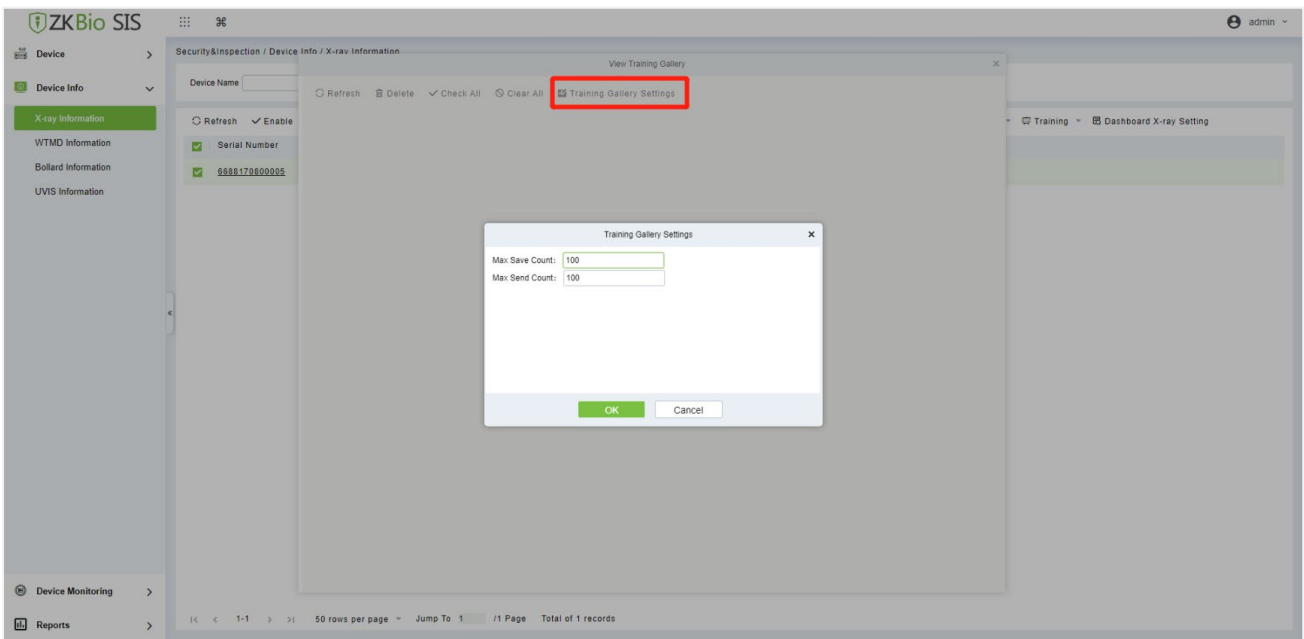 ZKBio SIS
admin
Device
Device Info
X-ray Information
WTMD Information
Bollard Information
UVIS Information
Device Monitoring
Reports
Security&Inspection / Device Info / X-ray Information
Device Name
Refresh Enable
Training Dashboard X-ray Setting
Serial Number
6688170800005
View Training Gallery
Refresh Delete Check All Clear All Training Gallery Settings
Training Gallery Settings
Max Save Count: 100
Max Send Count: 100
OK Cancel
1-1 50 rows per page Jump To 1 /1 Page Total of 1 records